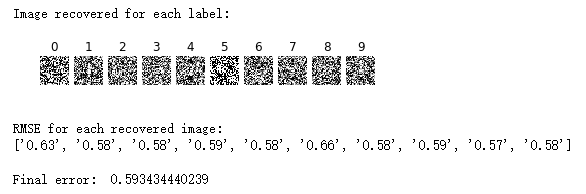 Image recovered for each label:
0 1 2 3 4 5 6 7 8 9
RMSE for each recovered image:
['0.63', '0.58', '0.58', '0.59', '0.58', '0.66', '0.58', '0.59', '0.57', '0.58']
Final error: 0.593434440239